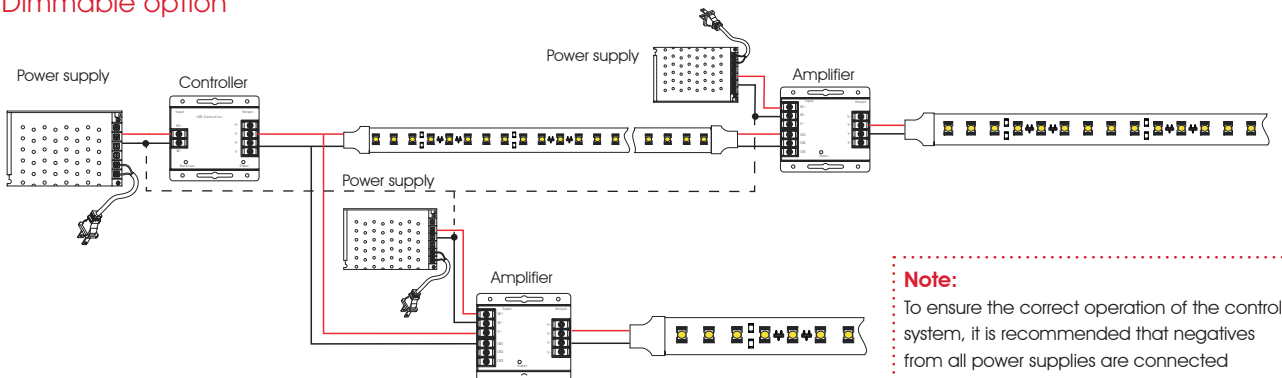 Dimmable option
Power supply
Controller
Power supply
Amplifier
Power supply
Amplifier
Note:
To ensure the correct operation of the control
system, it is recommended that negatives
from all power supplies are connected